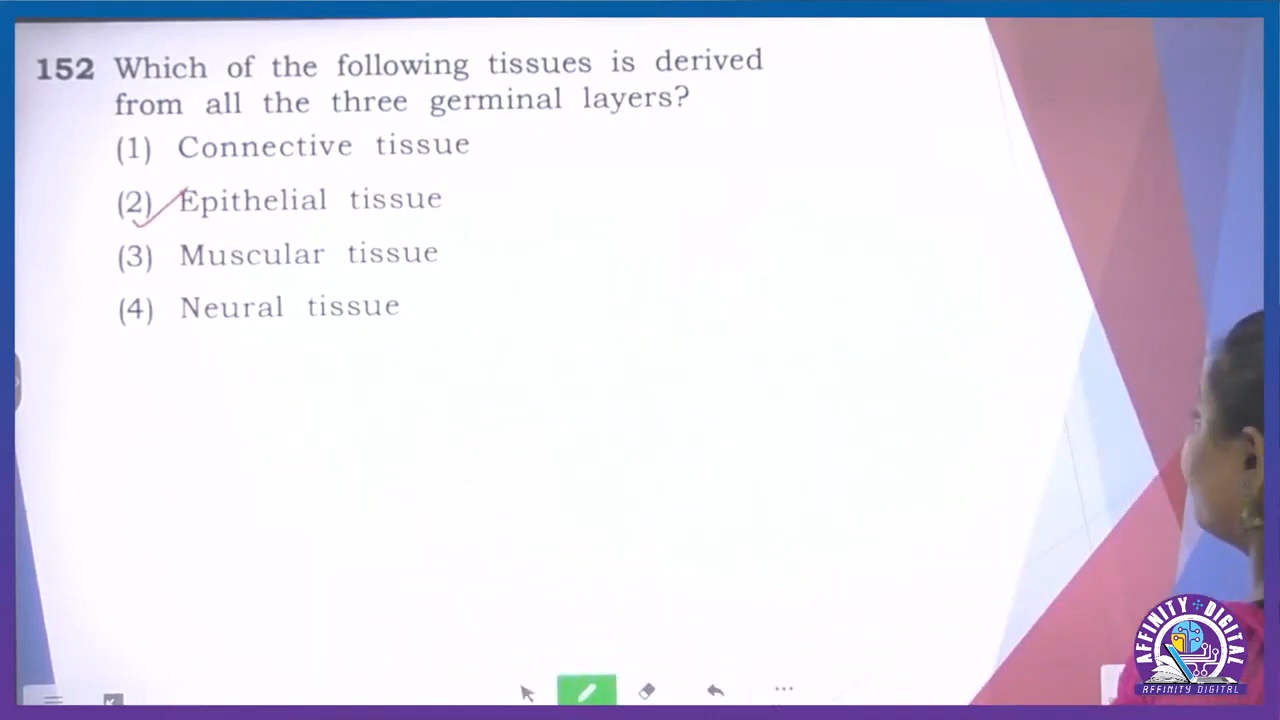 152 Which of the following tissues is derived
from all the three germinal layers?
(1) Connective tissue
(2) Epithelial tissue
(3) Muscular tissue
(4) Neural tissue
AFFINITY DIGITAL
AFFINITY DIGITAL